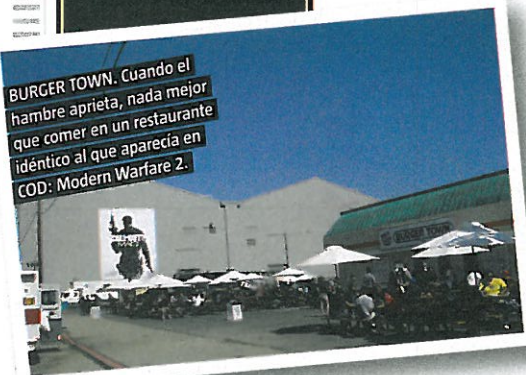 BURGER TOWN. Cuando el
hambre aprieta, nada mejor
que comer en un restaurante
idéntico al que aparecía en
COD: Modern Warfare 2.
BURGER TOWN